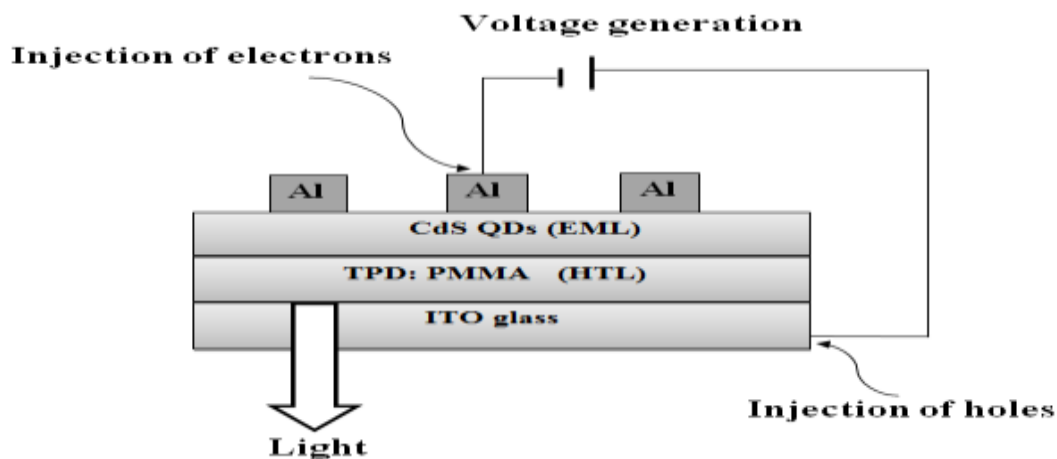 Voltage generation
Injection of electrons
Al Al Al
CdS QDs (EML)
TPD: PMMA (HTL)
ITO glass
Injection of holes
Light